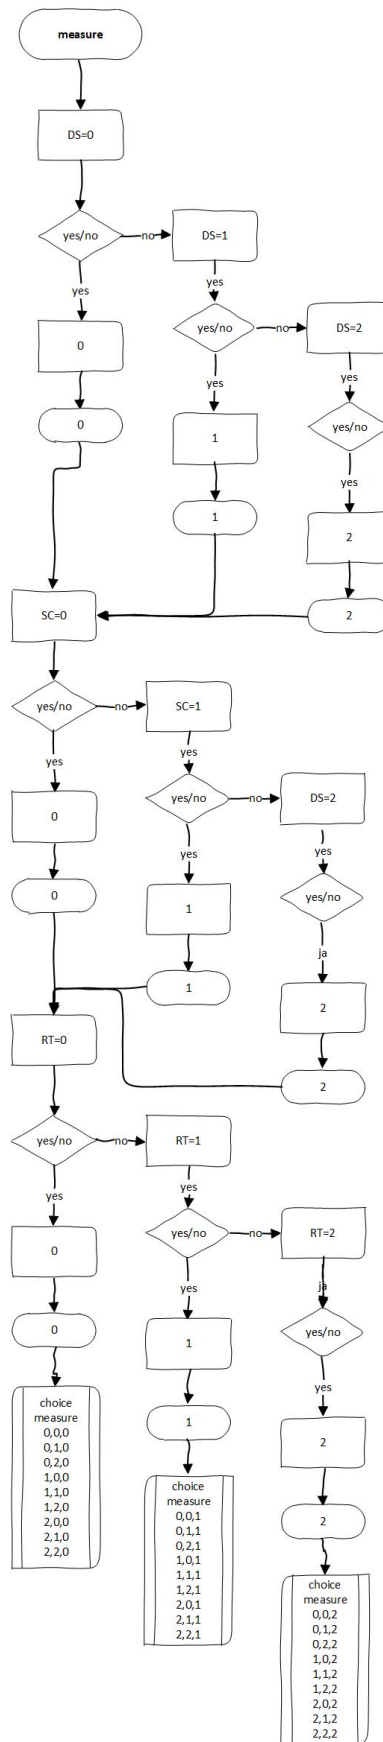 measure
DS=0
yes/no
no
DS=1
yes
yes
0
yes/no
no
DS=2
yes
yes
0
1
yes/no
yes
1
2
SC=0
2
yes/no
no
SC=1
yes
yes
0
yes/no
no
DS=2
yes
yes
0
1
yes/no
ja
1
2
RT=0
2
yes/no
no
RT=1
yes
yes
0
yes/no
no
RT=2
ja
yes
0
1
yes/no
yes
choice
measure
0,0,0
0,1,0
0,2,0
1,0,0
1,1,0
1,2,0
2,0,0
2,1,0
2,2,0
1
2
choice
measure
0,0,1
0,1,1
0,2,1
1,0,1
1,1,1
1,2,1
2,0,1
2,1,1
2,2,1
2
choice
measure
0,0,2
0,1,2
0,2,2
1,0,2
1,1,2
1,2,2
2,0,2
2,1,2
2,2,2